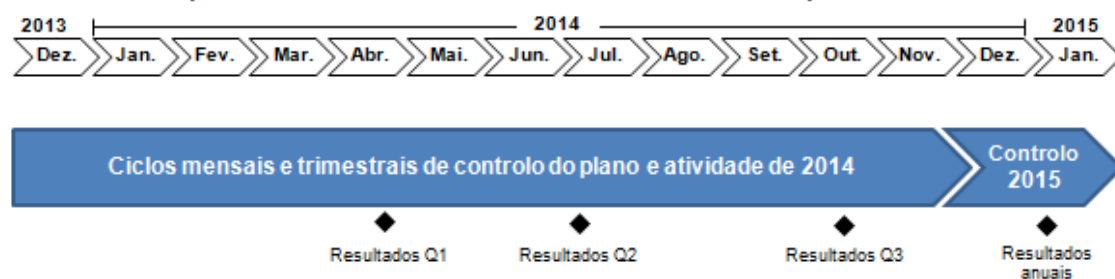 2013 2014 2015
Dez. Jan. Fev. Mar. Abr. Mai. Jun. Jul. Ago. Set. Out. Nov. Dez. Jan.
Ciclos mensais e trimestrais de controlo do plano e atividade de 2014
Controlo
2015
Resultados Q1
Resultados Q2
Resultados Q3
Resultados
anuais